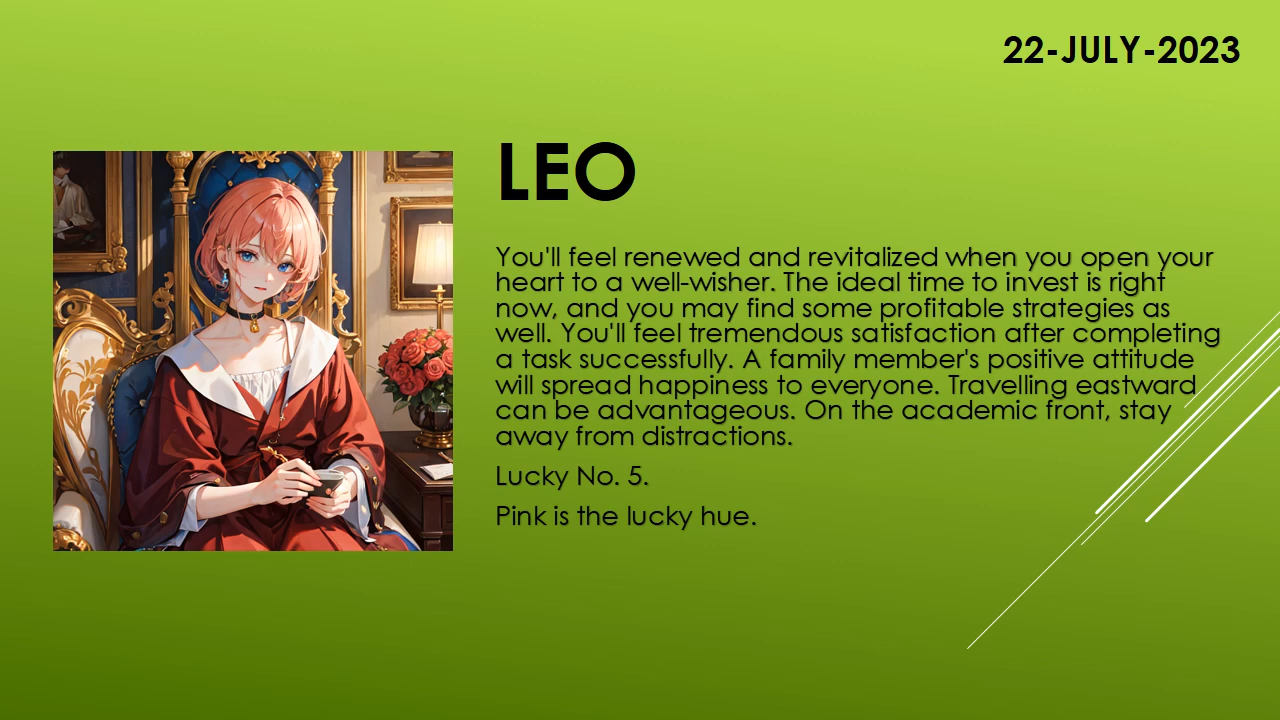 22-JULY-2023
LEO
You'll feel renewed and revitalized when you open your
heart to a well-wisher. The ideal time to invest is right
now, and you may find some profitable strategies as
well. You'll feel tremendous satisfaction after completing
a task successfully. A family member's positive attitude
will spread happiness to everyone. Travelling eastward
can be advantageous. On the academic front, stay
away from distractions.
Lucky No. 5.
Pink is the lucky hue.